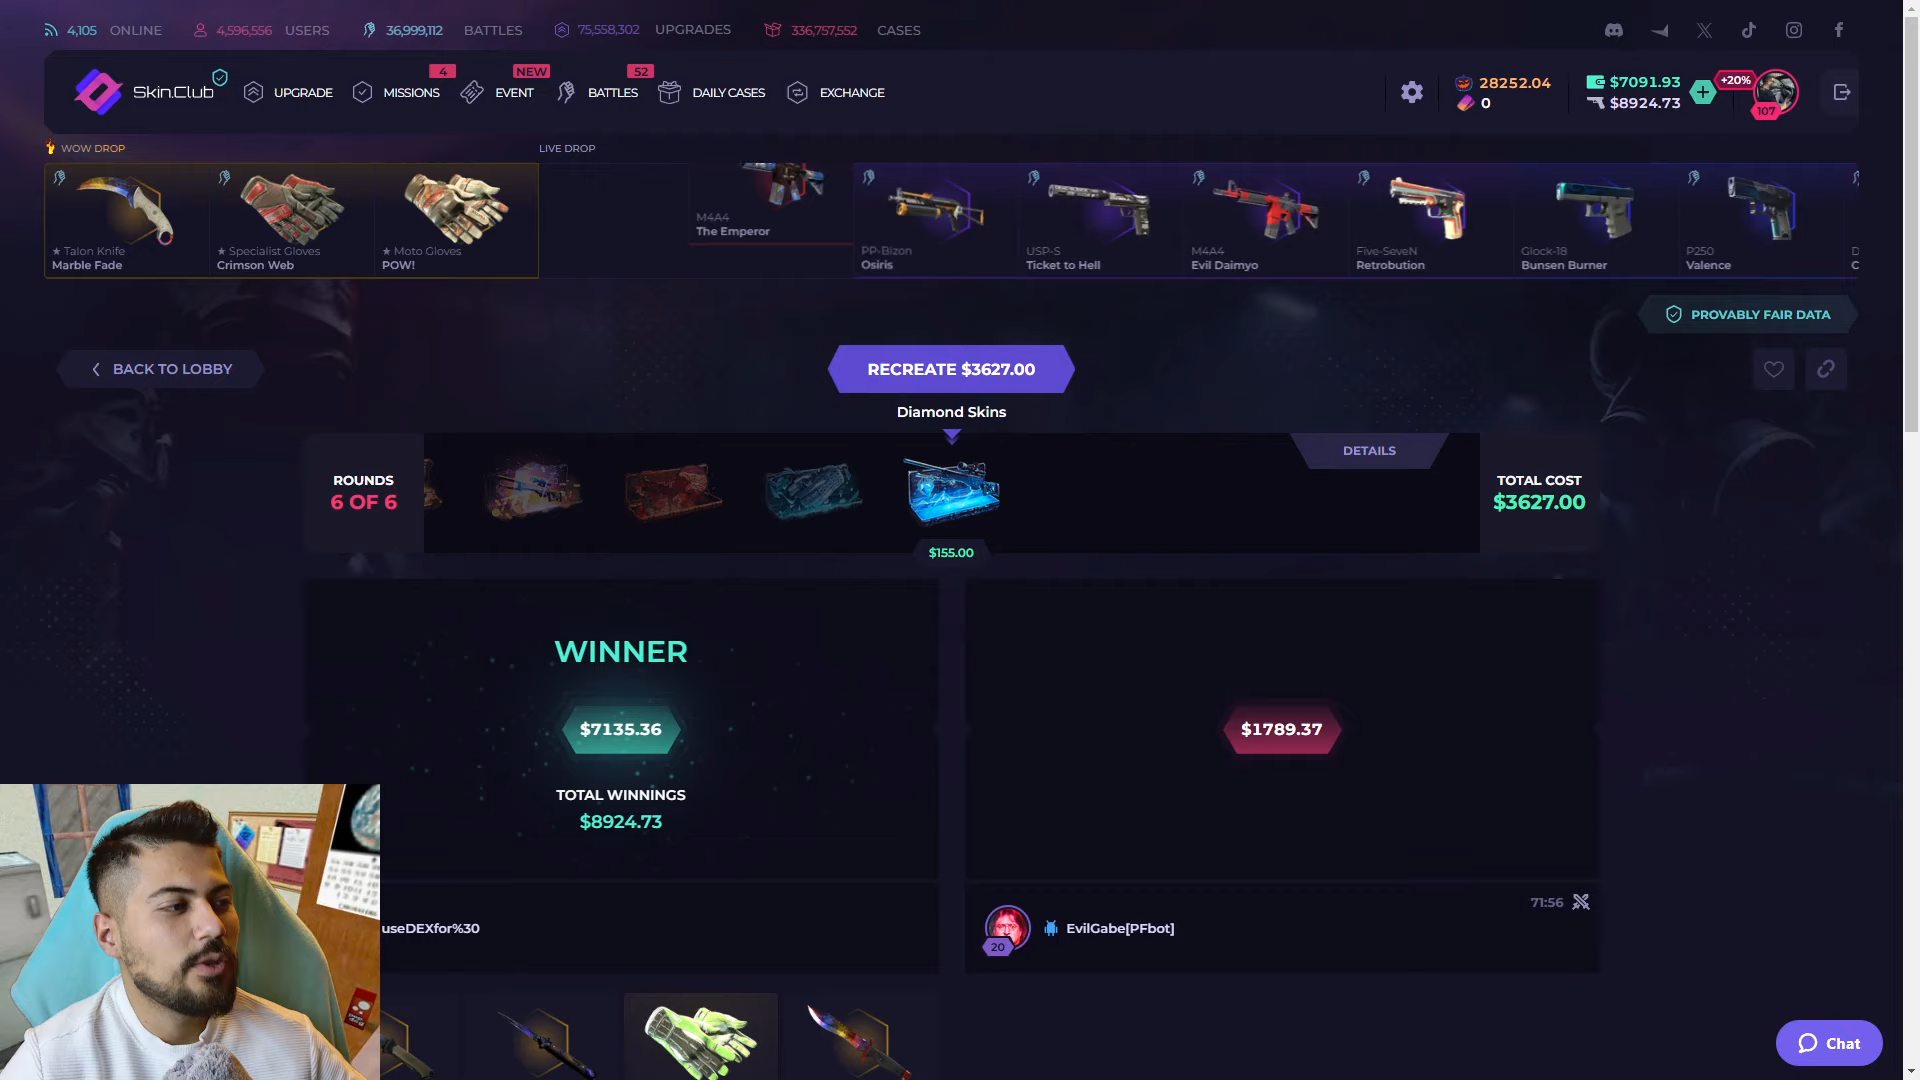 4,105 ONLINE 4,596,556 USERS 36,999,112 BATTLES 75,558,302 UPGRADES 336,757,552 CASES
Skin.Club UPGRADE MISSIONS 4 EVENT NEW BATTLES 52 DAILY CASES EXCHANGE
28252.04 $7091.93 +20%
0 $8924.73 107
WOW DROP LIVE DROP
★ Talon Knife
Marble Fade
★ Specialist Gloves
Crimson Web
★ Moto Gloves
POW!
M4A4
The Emperor
PP-Bizon
Osiris
USP-S
Ticket to Hell
M4A4
Evil Daimyo
Five-SeveN
Retrobution
Glock-18
Bunsen Burner
P250
Valence
PROVABLY FAIR DATA
BACK TO LOBBY
RECREATE $3627.00
Diamond Skins
DETAILS
ROUNDS
6 OF 6
TOTAL COST
$3627.00
$155.00
WINNER
$7135.36
TOTAL WINNINGS
$8924.73
$1789.37
useDEXfor%30
71:56
20 EvilGabe[PFbot]
Chat